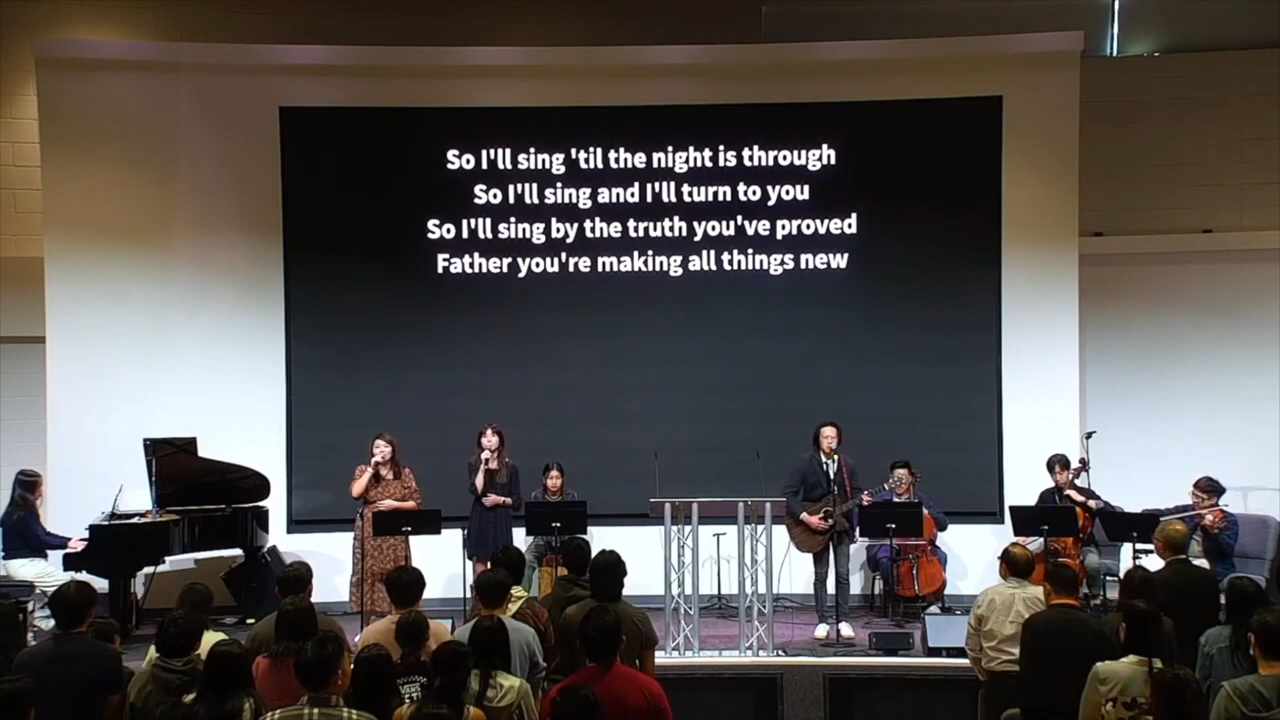 So I'll sing 'til the night is through
So I'll sing and I'll turn to you
So I'll sing by the truth you've proved
Father you're making all things new
VANS